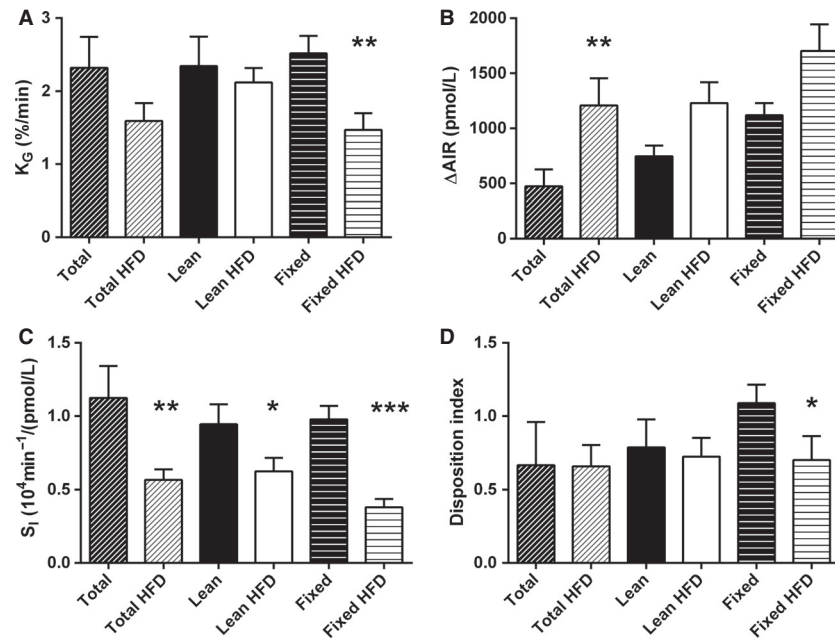 A
K_G (%/min)
3
2
1
0
**
Total
Total HFD
Lean
Lean HFD
Fixed
Fixed HFD
B
ΔAIR (pmol/L)
2000
1500
1000
500
0
**
Total
Total HFD
Lean
Lean HFD
Fixed
Fixed HFD
C
S_I (10⁴min⁻¹/(pmol/L)
1.5
1.0
0.5
0.0
** * ***
Total
Total HFD
Lean
Lean HFD
Fixed
Fixed HFD
D
Disposition index
1.5
1.0
0.5
0.0
*
Total
Total HFD
Lean
Lean HFD
Fixed
Fixed HFD